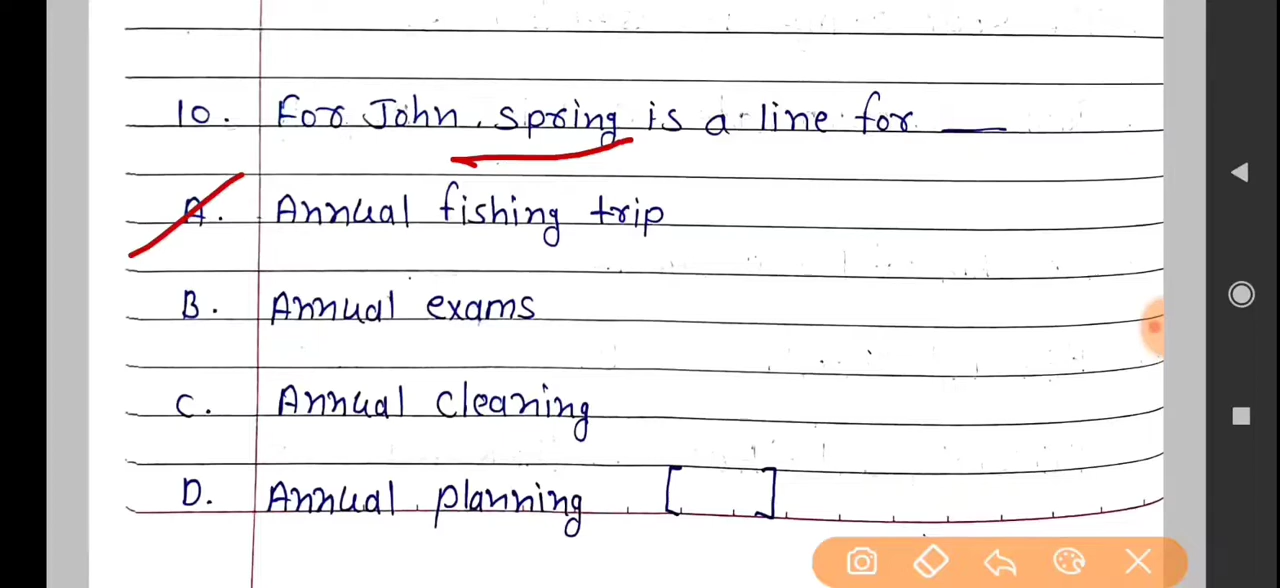 10. For John, spring is a line for ___
A. Annual fishing trip
B. Annual exams
C. Annual cleaning
D. Annual planning [ ]